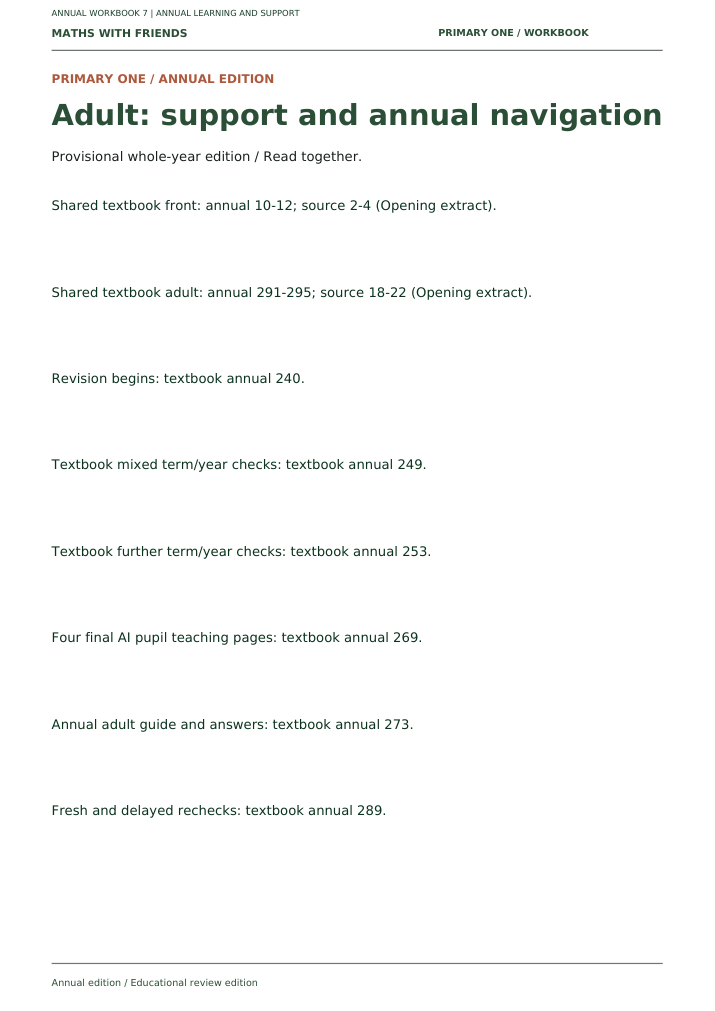 ANNUAL WORKBOOK 7 | ANNUAL LEARNING AND SUPPORT
MATHS WITH FRIENDS
PRIMARY ONE / WORKBOOK
PRIMARY ONE / ANNUAL EDITION
Adult: support and annual navigation
Provisional whole-year edition / Read together.
Shared textbook front: annual 10-12; source 2-4 (Opening extract).
Shared textbook adult: annual 291-295; source 18-22 (Opening extract).
Revision begins: textbook annual 240.
Textbook mixed term/year checks: textbook annual 249.
Textbook further term/year checks: textbook annual 253.
Four final AI pupil teaching pages: textbook annual 269.
Annual adult guide and answers: textbook annual 273.
Fresh and delayed rechecks: textbook annual 289.
Annual edition / Educational review edition